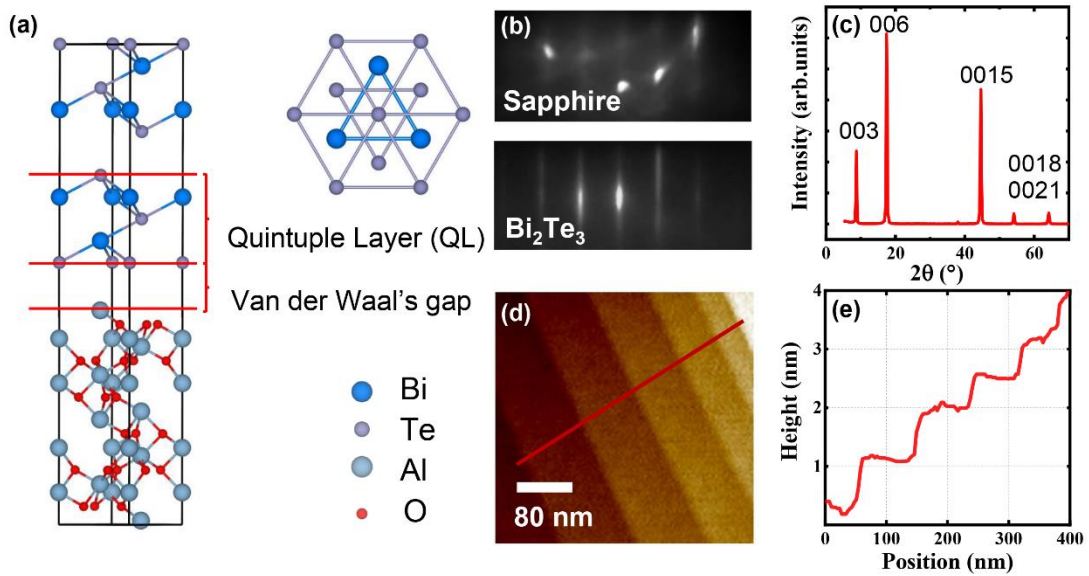 (a)
Quintuple Layer (QL)
Van der Waal's gap
Bi
Te
Al
O
(b)
Sapphire
Bi₂Te₃
(c)
Intensity (arb.units)
003
006
0015
0018
0021
0
20
40
60
2θ (°)
(d)
80 nm
(e)
Height (nm)
4
3
2
1
0
100
200
300
400
Position (nm)